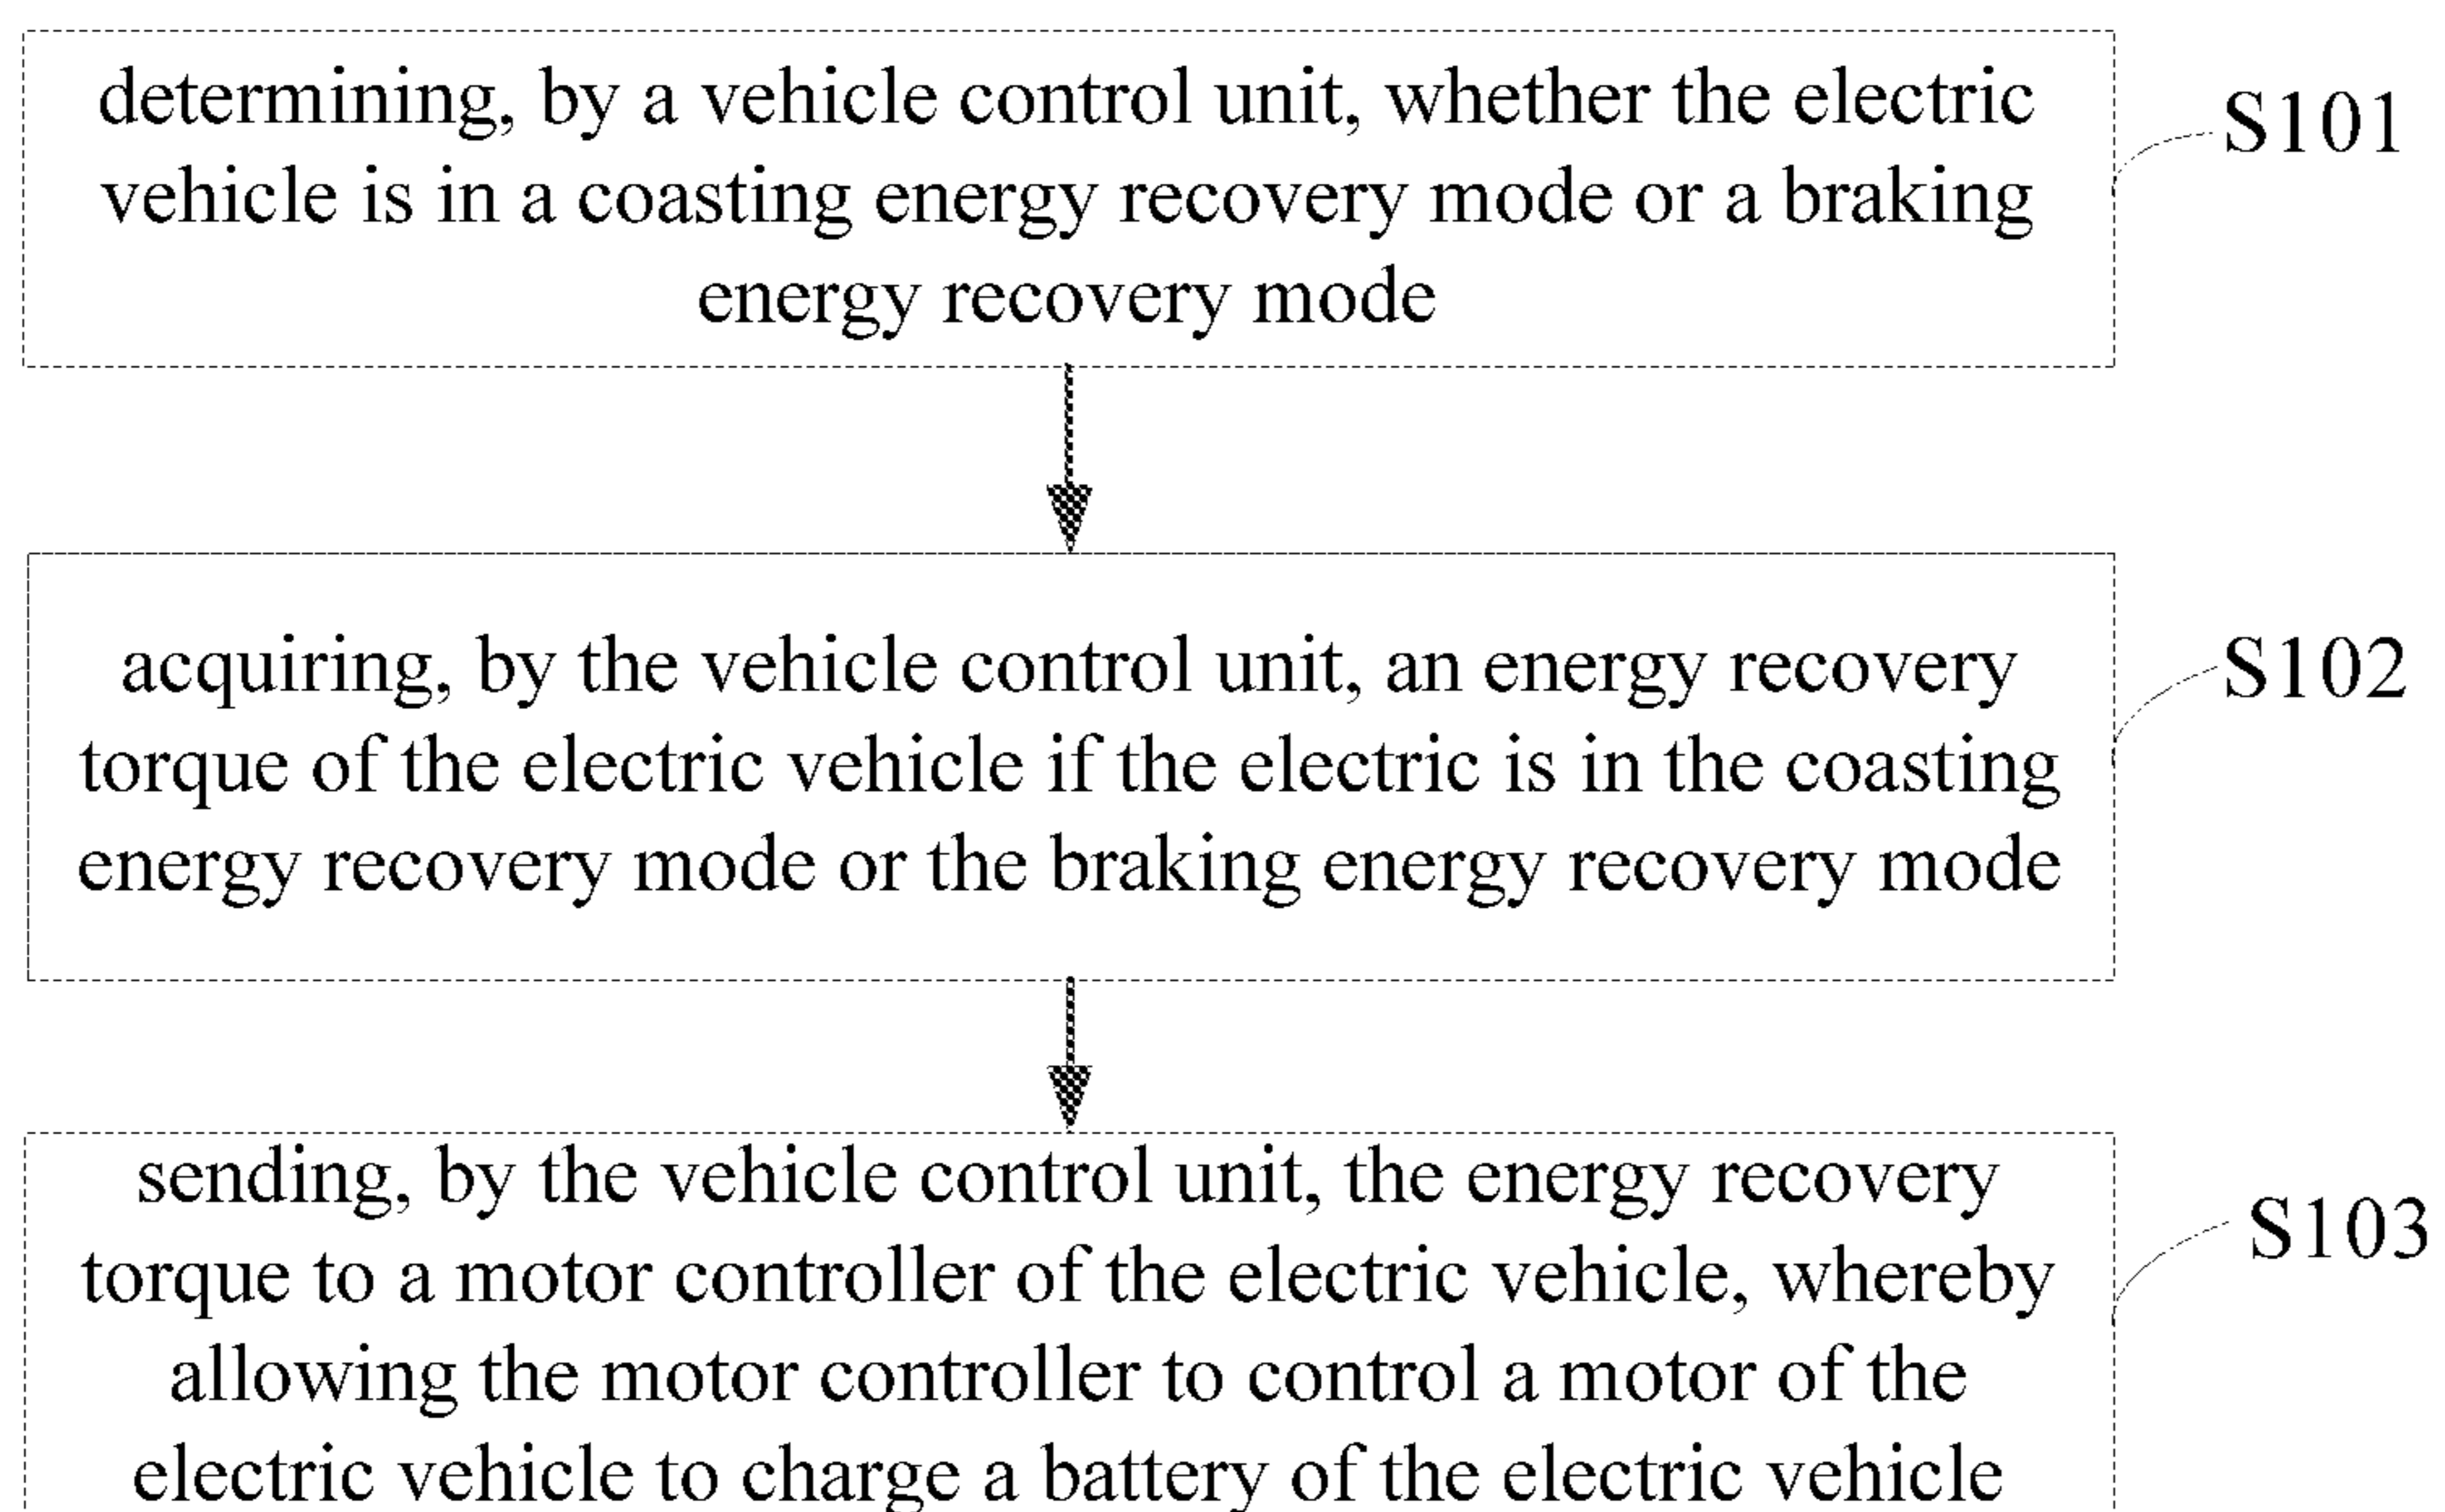 determining, by a vehicle control unit, whether the electric
vehicle is in a coasting energy recovery mode or a braking
energy recovery mode
S101
acquiring, by the vehicle control unit, an energy recovery
torque of the electric vehicle if the electric is in the coasting
energy recovery mode or the braking energy recovery mode
S102
sending, by the vehicle control unit, the energy recovery
torque to a motor controller of the electric vehicle, whereby
allowing the motor controller to control a motor of the
electric vehicle to charge a battery of the electric vehicle
S103